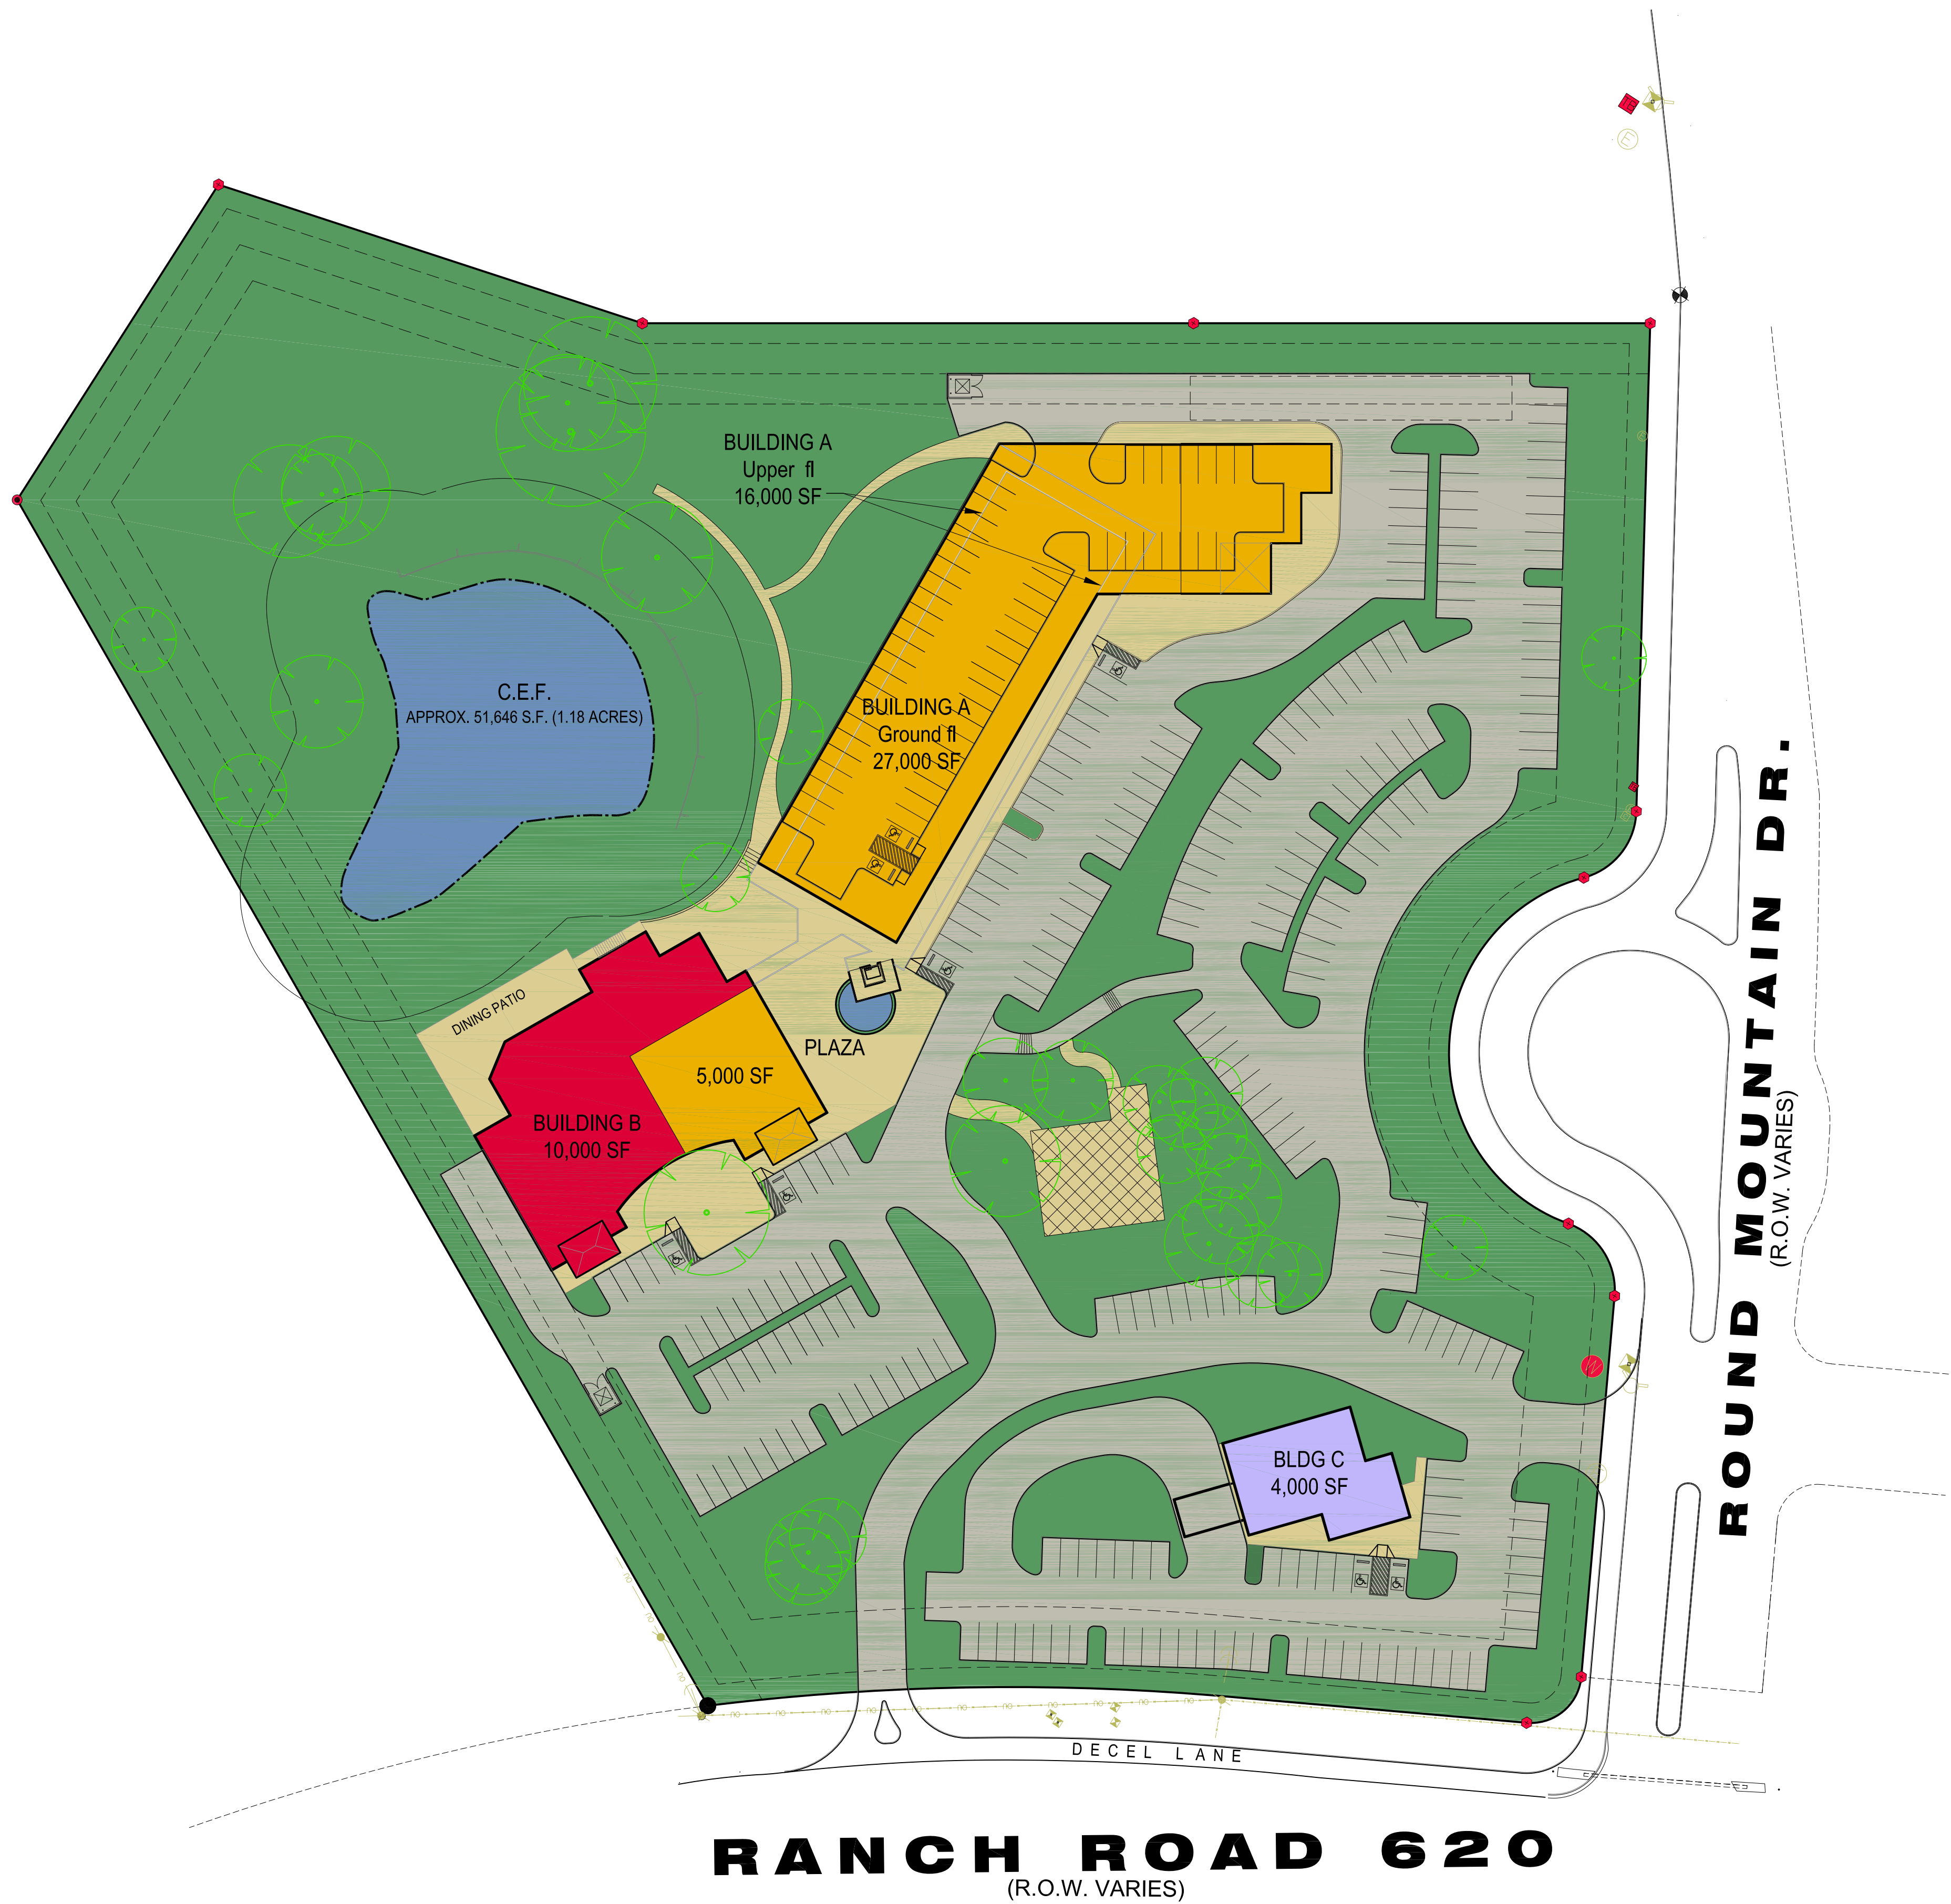 TB
E
BUILDING A
Upper fl
16,000 SF
C.E.F.
APPROX. 51,646 S.F. (1.18 ACRES)
BUILDING A
Ground fl
27,000 SF
DINING PATIO
PLAZA
5,000 SF
BUILDING B
10,000 SF
BLDG C
4,000 SF
W
ROUND MOUNTAIN DR.
(R.O.W. VARIES)
DECEL LANE
RANCH ROAD 620
(R.O.W. VARIES)